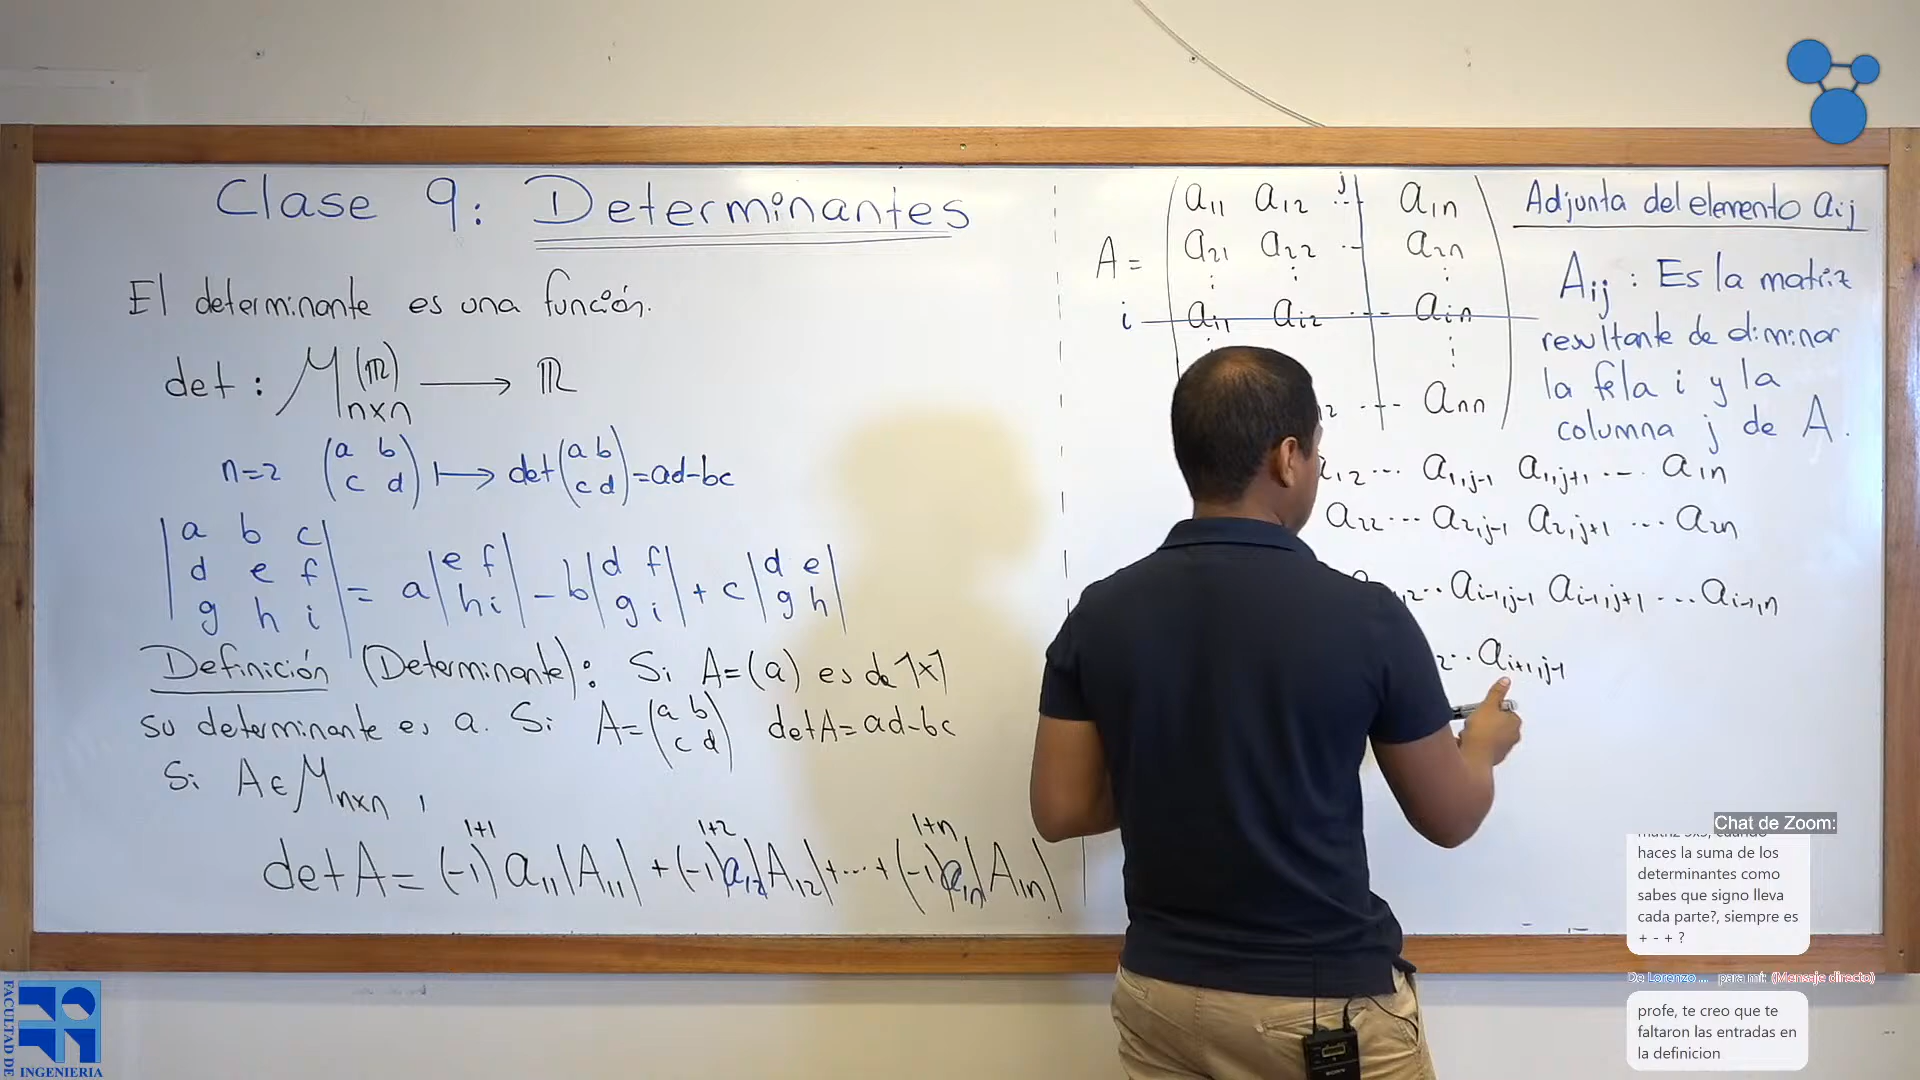 Clase 9: Determinantes
El determinante es una función.
det : M (ℝ) n×n ⟶ ℝ
n=2 (a b c d) ⟼ det(a b c d) = ad-bc
|a b c
d e f
g h i| = a|e f h i| - b|d f g i| + c|d e g h|
Definición (Determinante): Si A=(a) es de 1×1
su determinante es a. Si A=(a b c d) detA=ad-bc
Si A∈M n×n ,
detA= (-1)^{1+1} a₁₁|A₁₁| + (-1)^{1+2} a₁₂|A₁₂| + ... + (-1)^{1+n} a₁n|A₁n|
j
a₁₁ a₁₂ ... a₁n
A = a₂₁ a₂₂ ... a₂n
i ai1 ai2 ... ain
... ann
Adjunta del elemento aij
Aij : Es la matriz
resultante de eliminar
la fila i y la
columna j de A.
... a1,j-1 a1,j+1 ... a1n
a22 ... a2,j-1 a2,j+1 ... a2n
.. ai-1,j-1 ai-1,j+1 ... ai-1,n
.. ai+1,j-1
Chat de Zoom:
haces la suma de los
determinantes como
sabes que signo lleva
cada parte?, siempre es
+ - + ?
De Lorenzo ... para mí: (Mensaje directo)
profe, te creo que te
faltaron las entradas en
la definicion
FACULTAD DE
INGENIERIA